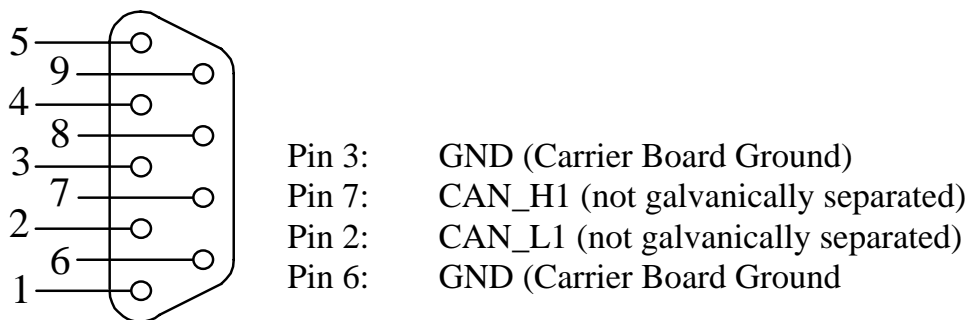 5
9
4
8
3
7
2
6
1
Pin 3: GND (Carrier Board Ground)
Pin 7: CAN_H1 (not galvanically separated)
Pin 2: CAN_L1 (not galvanically separated)
Pin 6: GND (Carrier Board Ground